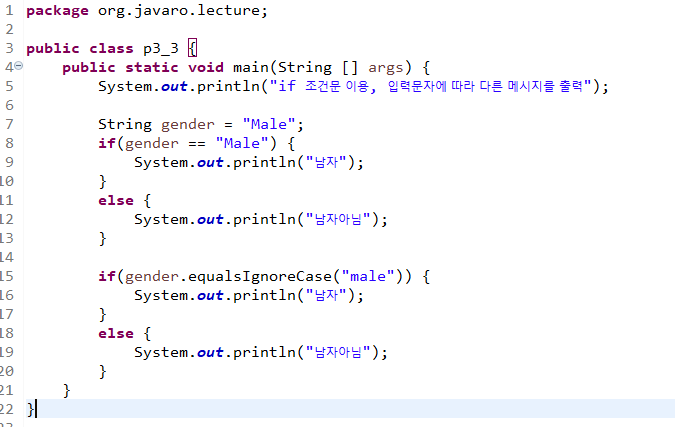 1 package org.javaro.lecture;
2
3 public class p3_3 {
4 public static void main(String [] args) {
5 System.out.println("if 조건문 이용, 입력문자에 따라 다른 메시지를 출력");
6
7 String gender = "Male";
8 if(gender == "Male") {
9 System.out.println("남자");
10 }
11 else {
12 System.out.println("남자아님");
13 }
14
15 if(gender.equalsIgnoreCase("male")) {
16 System.out.println("남자");
17 }
18 else {
19 System.out.println("남자아님");
20 }
21 }
22 }